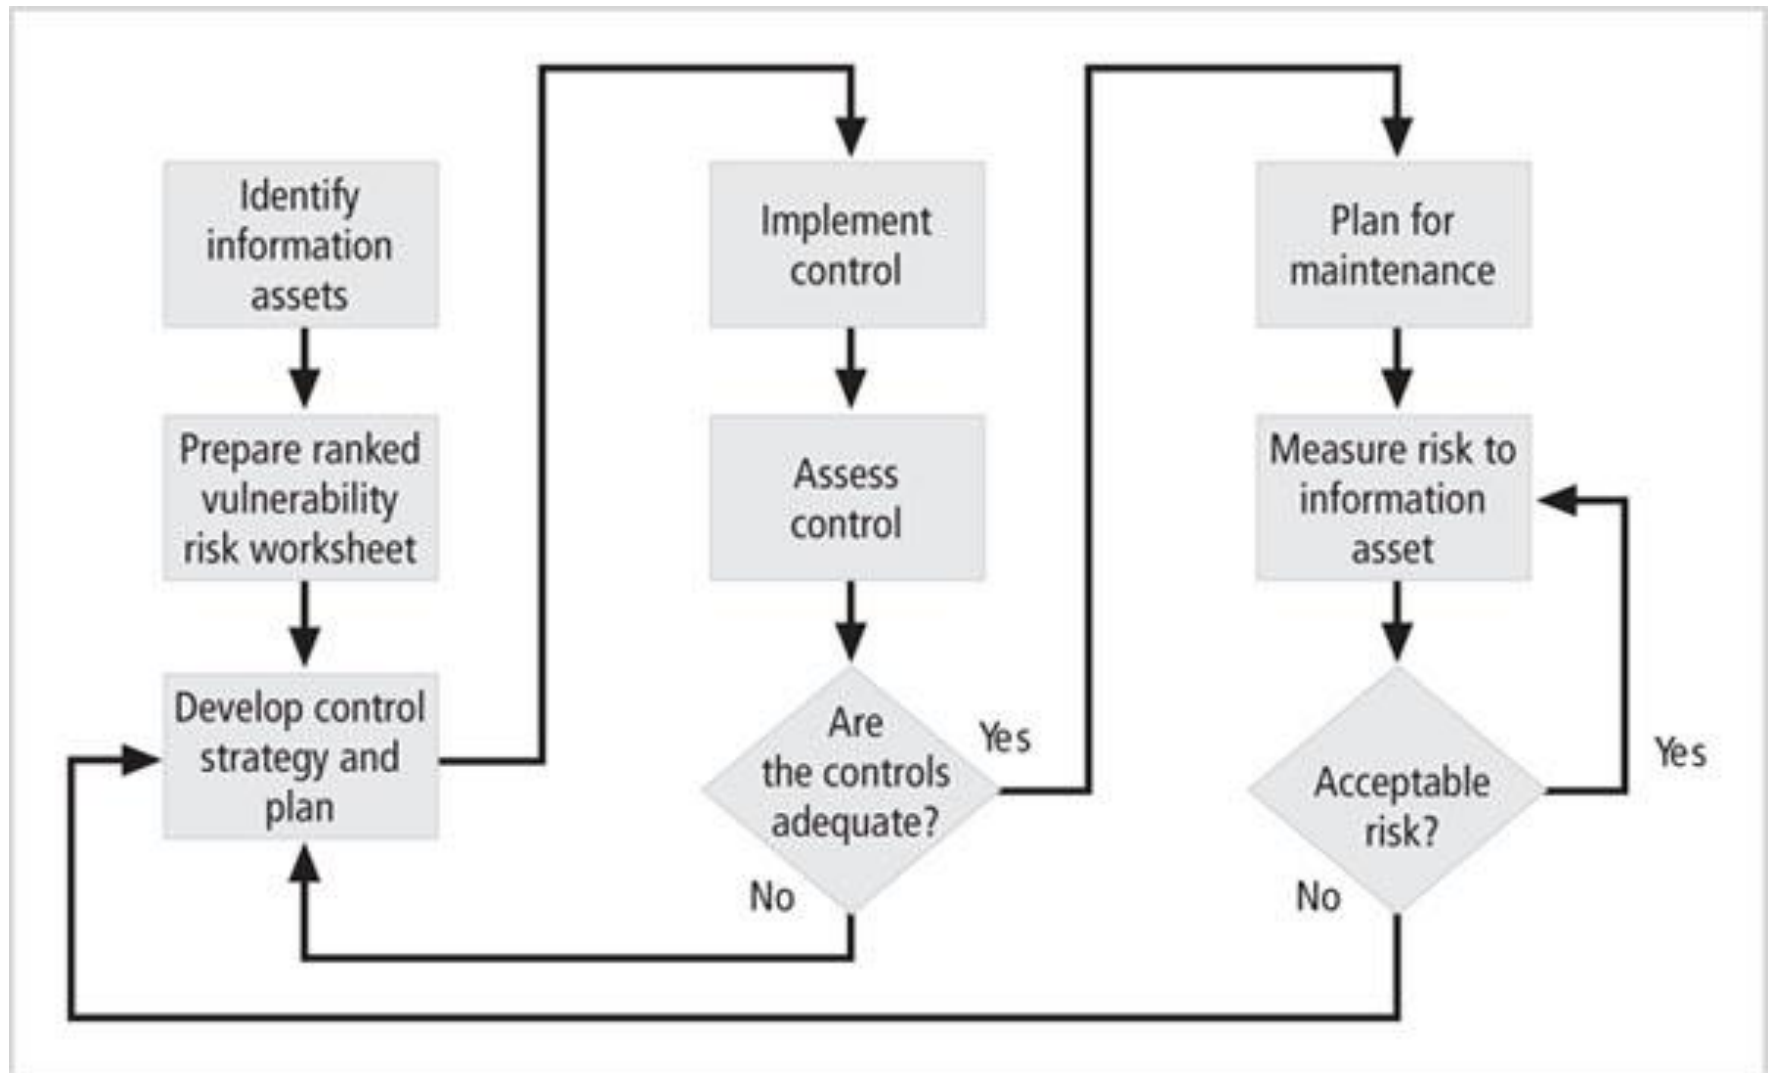 Identify
information
assets
Prepare ranked
vulnerability
risk worksheet
Develop control
strategy and
plan
Implement
control
Assess
control
Are
the controls
adequate?
Yes
No
Plan for
maintenance
Measure risk to
information
asset
Acceptable
risk?
Yes
No